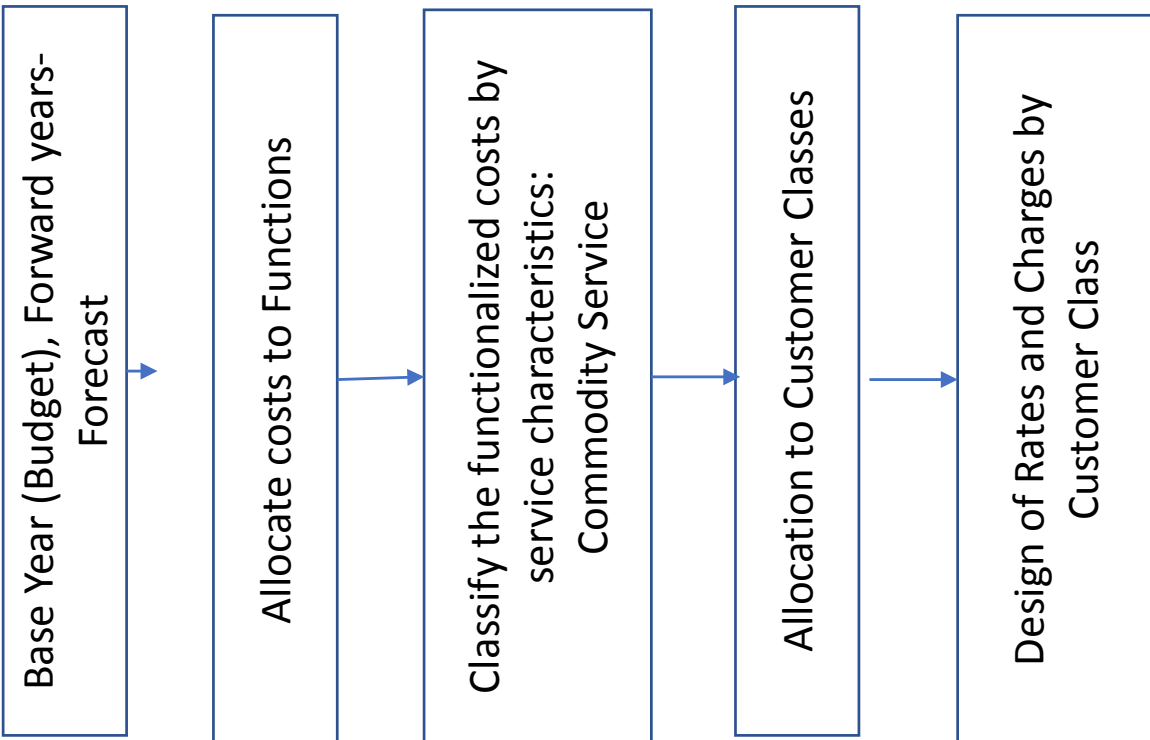 Base Year (Budget), Forward years-
Forecast
Allocate costs to Functions
Classify the functionalized costs by
service characteristics:
Commodity Service
Allocation to Customer Classes
Design of Rates and Charges by
Customer Class